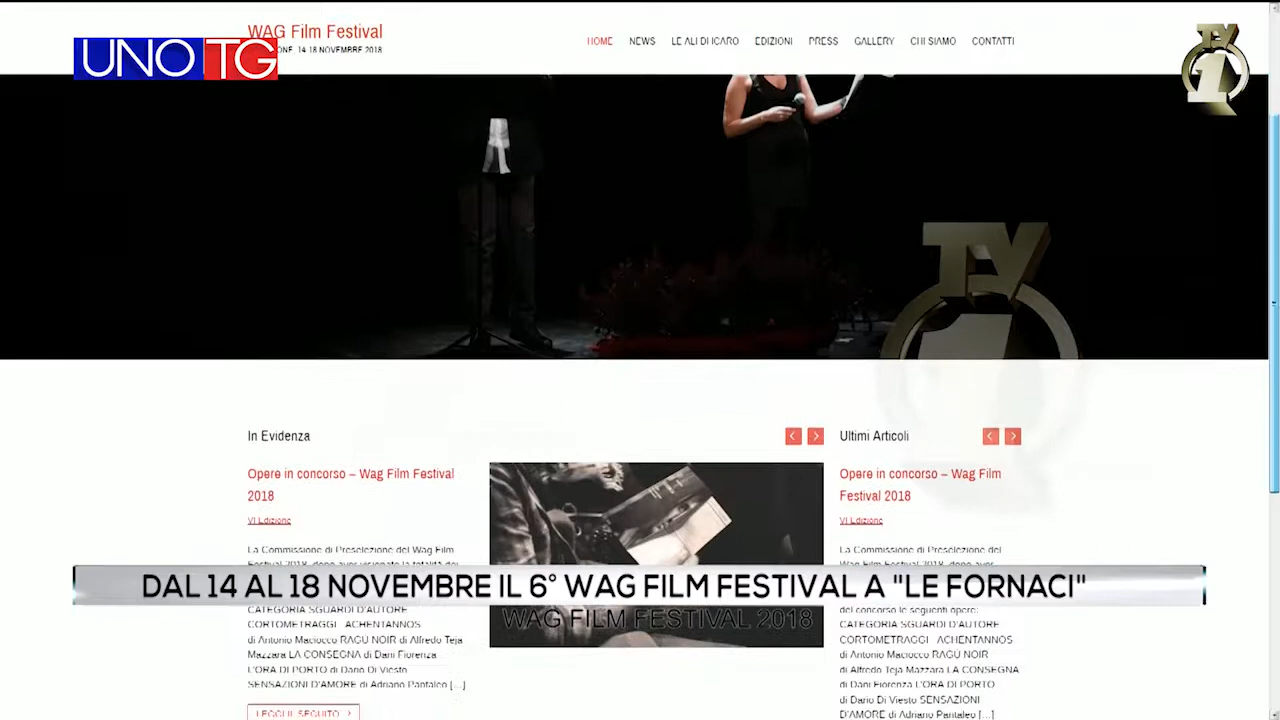 WAG Film Festival
14-18 NOVEMBRE 2018
UNO TG
HOME NEWS LE ALI DI ICARO EDIZIONI PRESS GALLERY CHI SIAMO CONTATTI
TV
1
TV
1
In Evidenza
Opere in concorso – Wag Film Festival
2018
VI Edizione
La Commissione di Preselezione del Wag Film
CATEGORIA SGUARDI D'AUTORE
CORTOMETRAGGI ACHENTANNOS
di Antonio Maciocco RAGÙ NOIR di Alfredo Teja
Mazzara LA CONSEGNA di Dani Fiorenza
L'ORA DI PORTO di Dario Di Viesto
SENSAZIONI D'AMORE di Adriano Pantaleo [...]
LEGGI IL SEGUITO
WAG FILM FESTIVAL 2018
Ultimi Articoli
Opere in concorso – Wag Film
Festival 2018
VI Edizione
La Commissione di Preselezione del
del concorso le seguenti opere:
CATEGORIA SGUARDI D'AUTORE
CORTOMETRAGGI ACHENTANNOS
di Antonio Maciocco RAGÙ NOIR
di Alfredo Teja Mazzara LA CONSEGNA
di Dani Fiorenza L'ORA DI PORTO
di Dario Di Viesto SENSAZIONI
D'AMORE di Adriano Pantaleo [...]
DAL 14 AL 18 NOVEMBRE IL 6° WAG FILM FESTIVAL A "LE FORNACI"